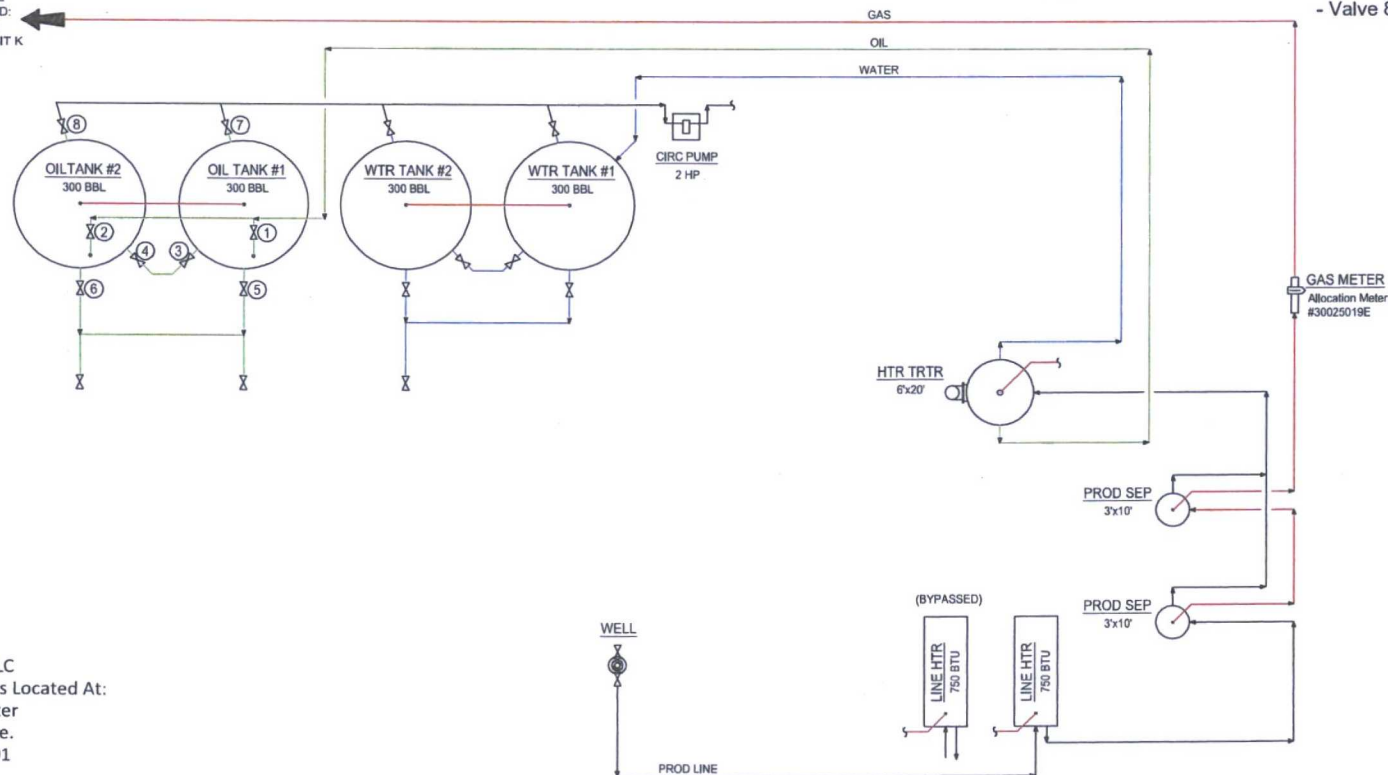 D:
IT K
- Valve 8
GAS
OIL
WATER
8
7
OIL TANK #2
300 BBL
OIL TANK #1
300 BBL
WTR TANK #2
300 BBL
WTR TANK #1
300 BBL
CIRC PUMP
2 HP
2
1
4
3
6
5
GAS METER
Allocation Meter
#30025019E
HTR TRTR
6'x20'
PROD SEP
3'x10'
PROD SEP
3'x10'
(BYPASSED)
LINE HTR
750 BTU
LINE HTR
750 BTU
WELL
PROD LINE
LC
s Located At:
ter
e.
01